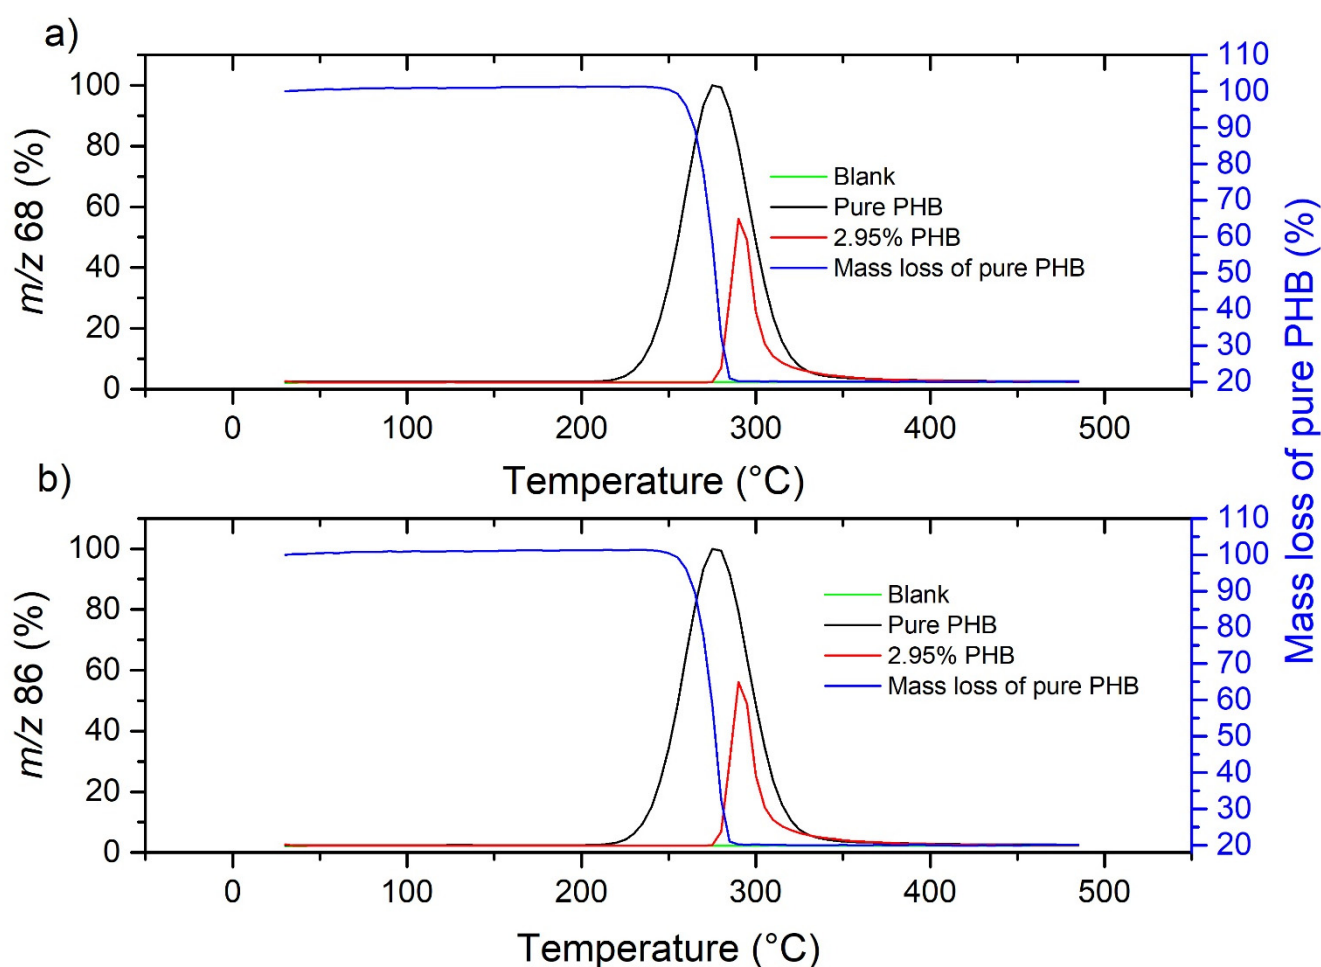 a)
m/z 68 (%)
100
80
60
40
20
0
0 100 200 300 400 500
Temperature (°C)
Blank
Pure PHB
2.95% PHB
Mass loss of pure PHB
110
100
90
80
70
60
50
40
30
20
Mass loss of pure PHB (%)
b)
m/z 86 (%)
100
80
60
40
20
0
0 100 200 300 400 500
Temperature (°C)
Blank
Pure PHB
2.95% PHB
Mass loss of pure PHB
110
100
90
80
70
60
50
40
30
20